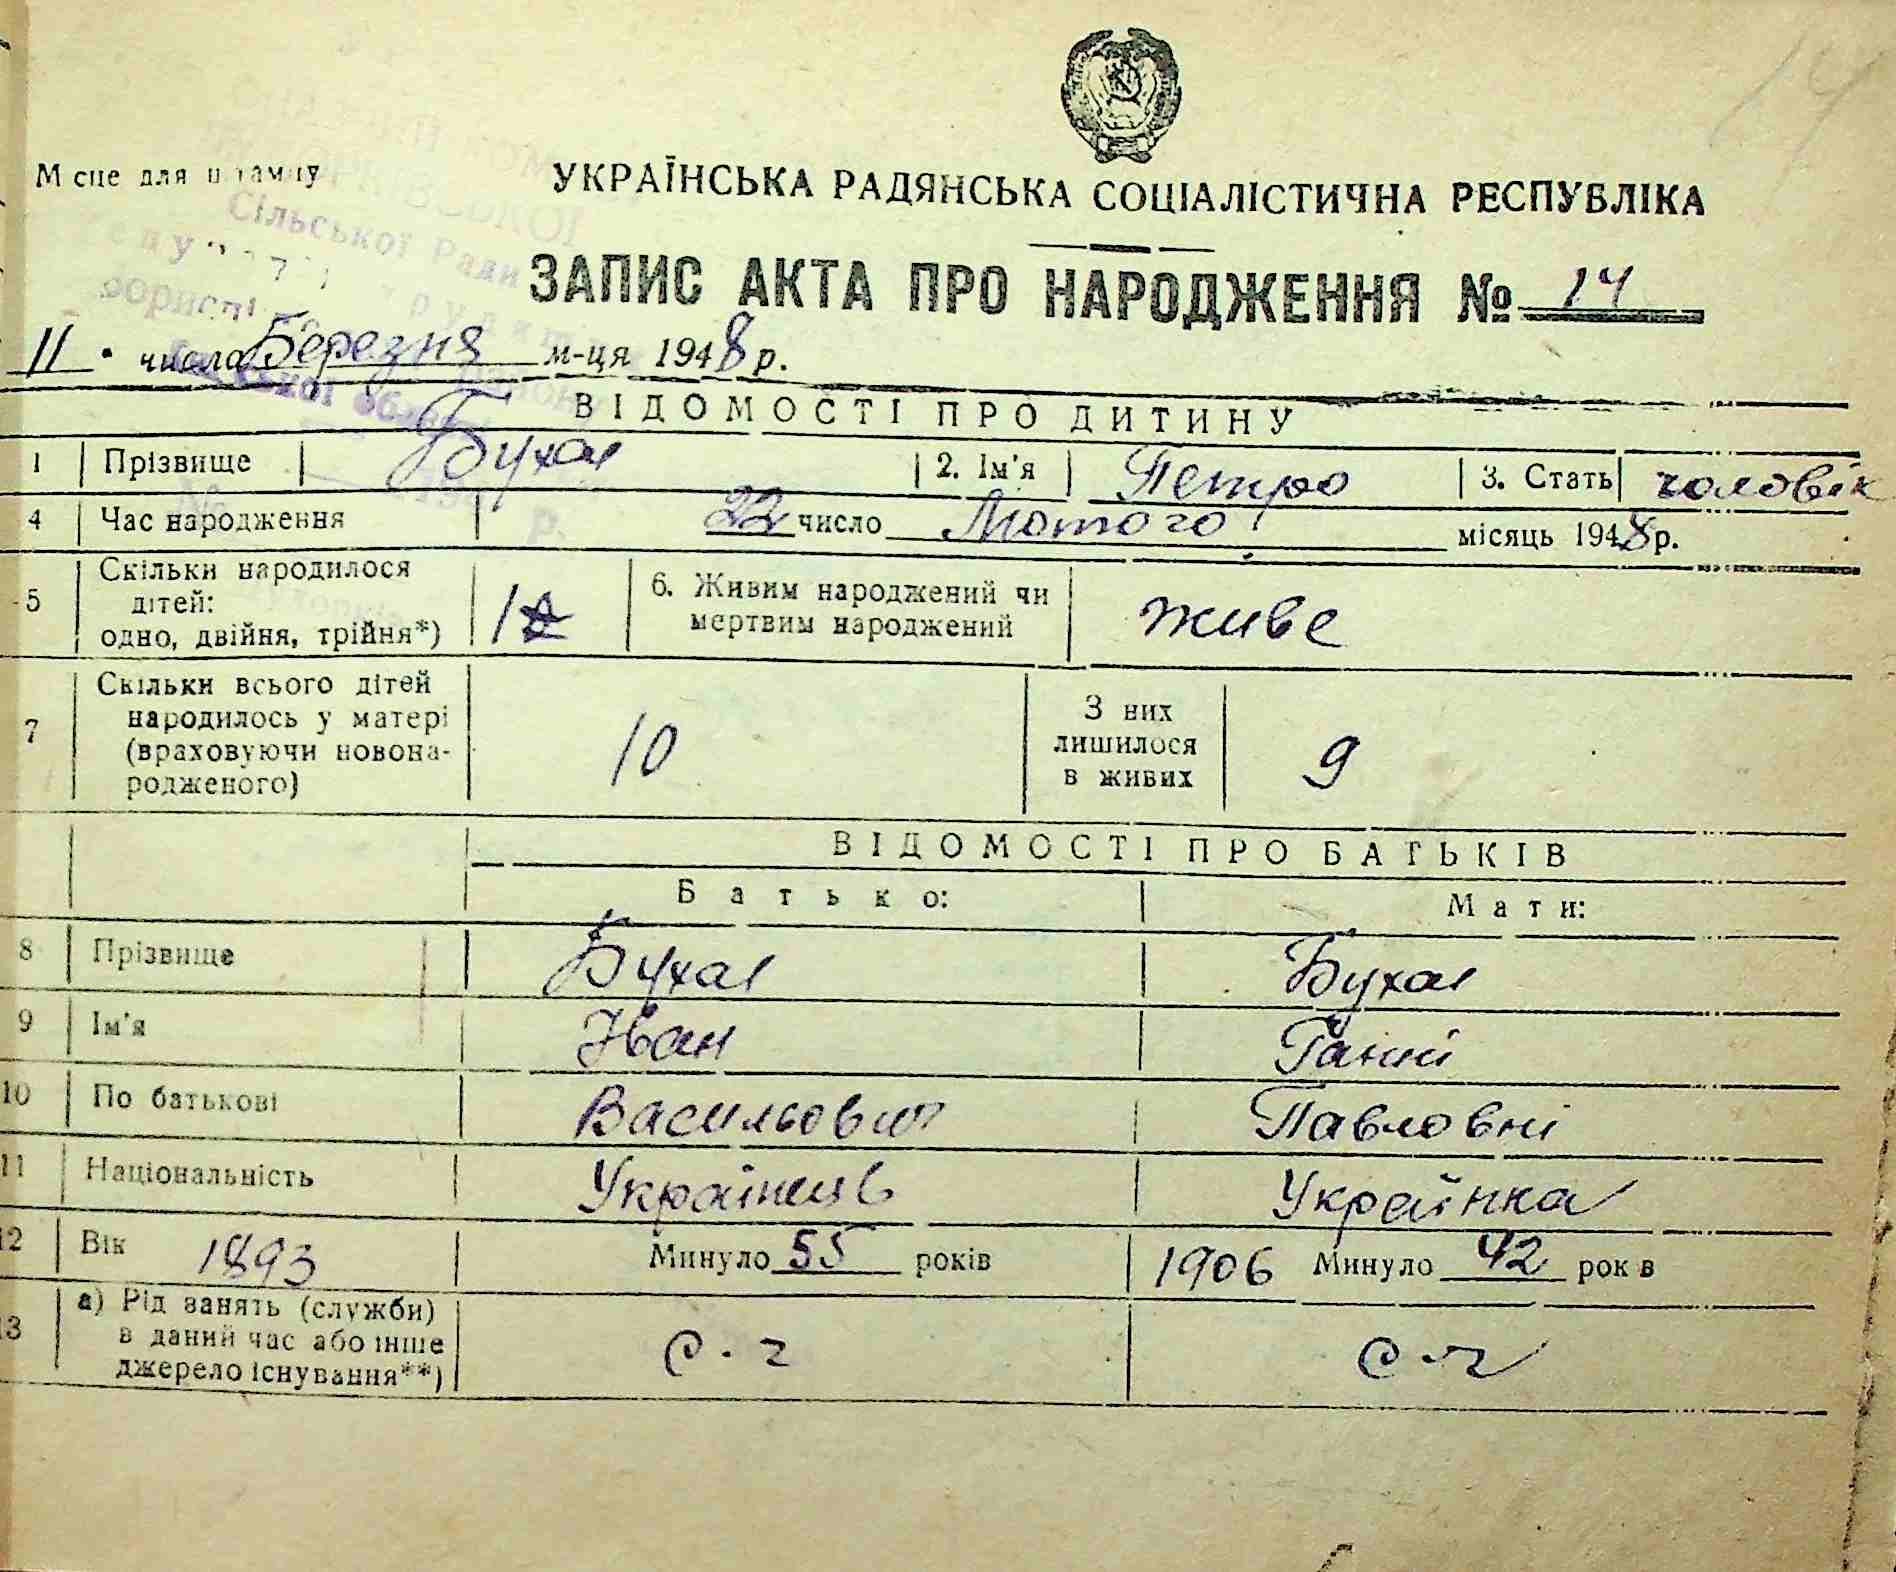 Місце для штампу
УКРАЇНСЬКА РАДЯНСЬКА СОЦІАЛІСТИЧНА РЕСПУБЛІКА
Сільської Ради
ЗАПИС АКТА ПРО НАРОДЖЕННЯ № 14
11 числа Березня м-ця 1948 р.
ВІДОМОСТІ ПРО ДИТИНУ
1 Прізвище Бухал 2. Ім'я Петро 3. Стать чоловік
4 Час народження 22 число Лютого місяць 1948 р.
5 Скільки народилося дітей: одно, двійня, трійня*) 1 6. Живим народжений чи мертвим народжений живе
7 Скільки всього дітей народилось у матері (враховуючи новонародженого) 10 З них лишилося в живих 9
ВІДОМОСТІ ПРО БАТЬКІВ
Батько: Мати:
8 Прізвище Бухал Бухал
9 Ім'я Іван Ганні
10 По батькові Васильович Павловні
11 Національність Українець Українка
12 Вік 1893 Минуло 55 років 1906 Минуло 42 років
13 а) Рід занять (служби) в даний час або інше джерело існування**) с-г с-г